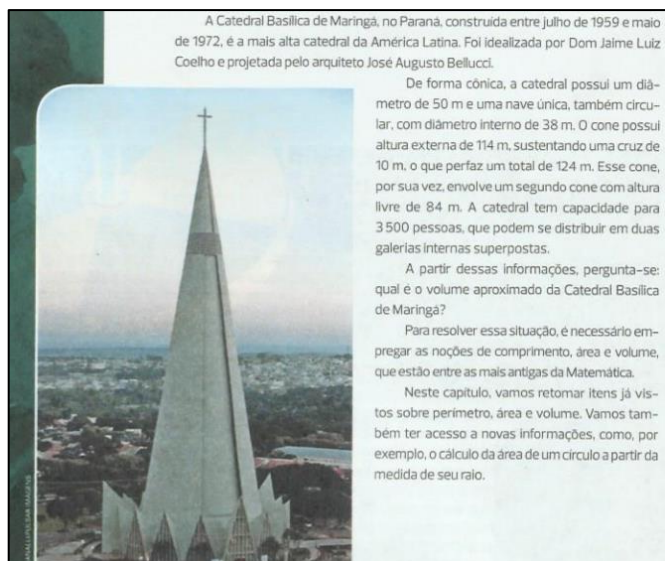 A Catedral Basílica de Maringá, no Paraná, construída entre julho de 1959 e maio
de 1972, é a mais alta catedral da América Latina. Foi idealizada por Dom Jaime Luiz
Coelho e projetada pelo arquiteto José Augusto Bellucci.
De forma cônica, a catedral possui um diâ-
metro de 50 m e uma nave única, também circu-
lar, com diâmetro interno de 38 m. O cone possui
altura externa de 114 m, sustentando uma cruz de
10 m, o que perfaz um total de 124 m. Esse cone,
por sua vez, envolve um segundo cone com altura
livre de 84 m. A catedral tem capacidade para
3 500 pessoas, que podem se distribuir em duas
galerias internas superpostas.
A partir dessas informações, pergunta-se:
qual é o volume aproximado da Catedral Basílica
de Maringá?
Para resolver essa situação, é necessário em-
pregar as noções de comprimento, área e volume,
que estão entre as mais antigas da Matemática.
Neste capítulo, vamos retomar itens já vis-
tos sobre perímetro, área e volume. Vamos tam-
bém ter acesso a novas informações, como, por
exemplo, o cálculo da área de um círculo a partir da
medida de seu raio.